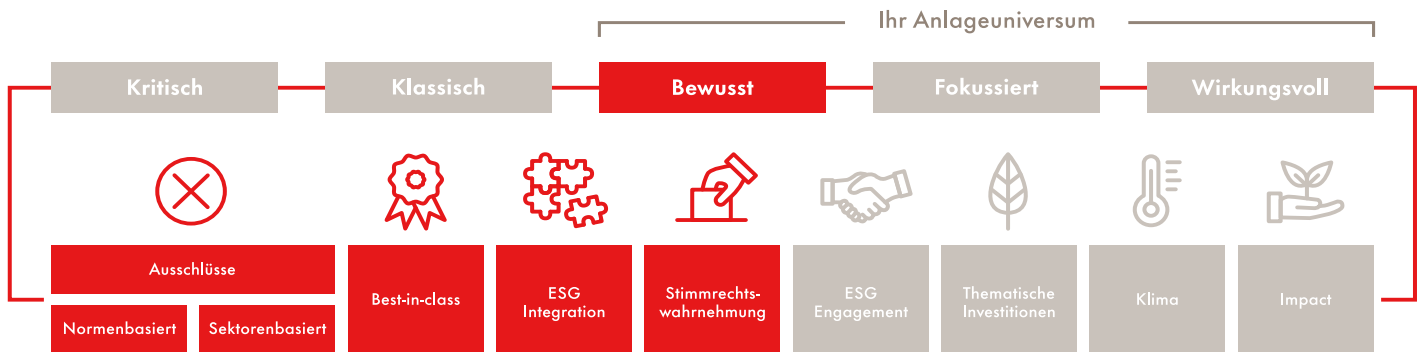 Ihr Anlageuniversum
Kritisch
Klassisch
Bewusst
Fokussiert
Wirkungsvoll
Ausschlüsse
Normenbasiert
Sektorenbasiert
Best-in-class
ESG
Integration
Stimmrechts-
wahrnehmung
ESG
Engagement
Thematische
Investitionen
Klima
Impact